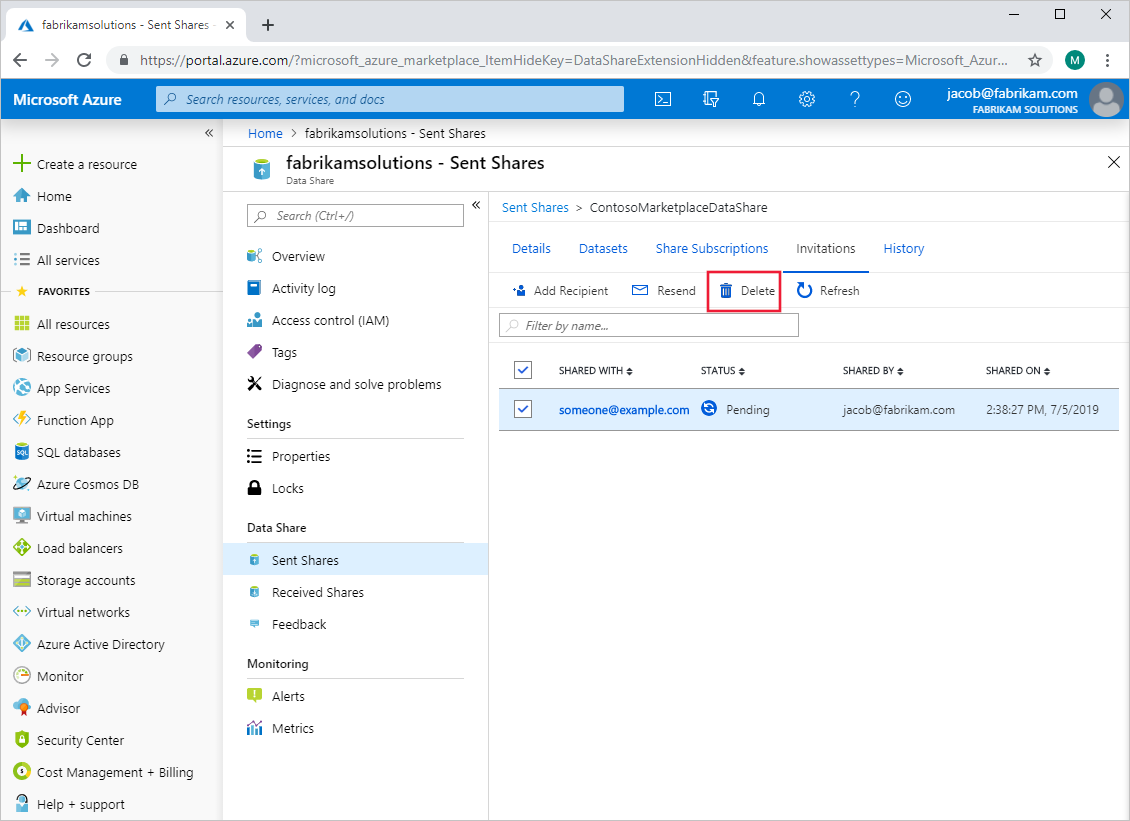 fabrikamsolutions - Sent Shares -
https://portal.azure.com/?microsoft_azure_marketplace_ItemHideKey=DataShareExtensionHidden&feature.showassettypes=Microsoft_Azur...
M
Microsoft Azure
Search resources, services, and docs
jacob@fabrikam.com
FABRIKAM SOLUTIONS
Home > fabrikamsolutions - Sent Shares
fabrikamsolutions - Sent Shares
Data Share
Create a resource
Home
Dashboard
All services
FAVORITES
All resources
Resource groups
App Services
Function App
SQL databases
Azure Cosmos DB
Virtual machines
Load balancers
Storage accounts
Virtual networks
Azure Active Directory
Monitor
Advisor
Security Center
Cost Management + Billing
Help + support
Search (Ctrl+/)
Overview
Activity log
Access control (IAM)
Tags
Diagnose and solve problems
Settings
Properties
Locks
Data Share
Sent Shares
Received Shares
Feedback
Monitoring
Alerts
Metrics
Sent Shares > ContosoMarketplaceDataShare
Details Datasets Share Subscriptions Invitations History
Add Recipient Resend Delete Refresh
Filter by name...
SHARED WITH STATUS SHARED BY SHARED ON
someone@example.com Pending jacob@fabrikam.com 2:38:27 PM, 7/5/2019